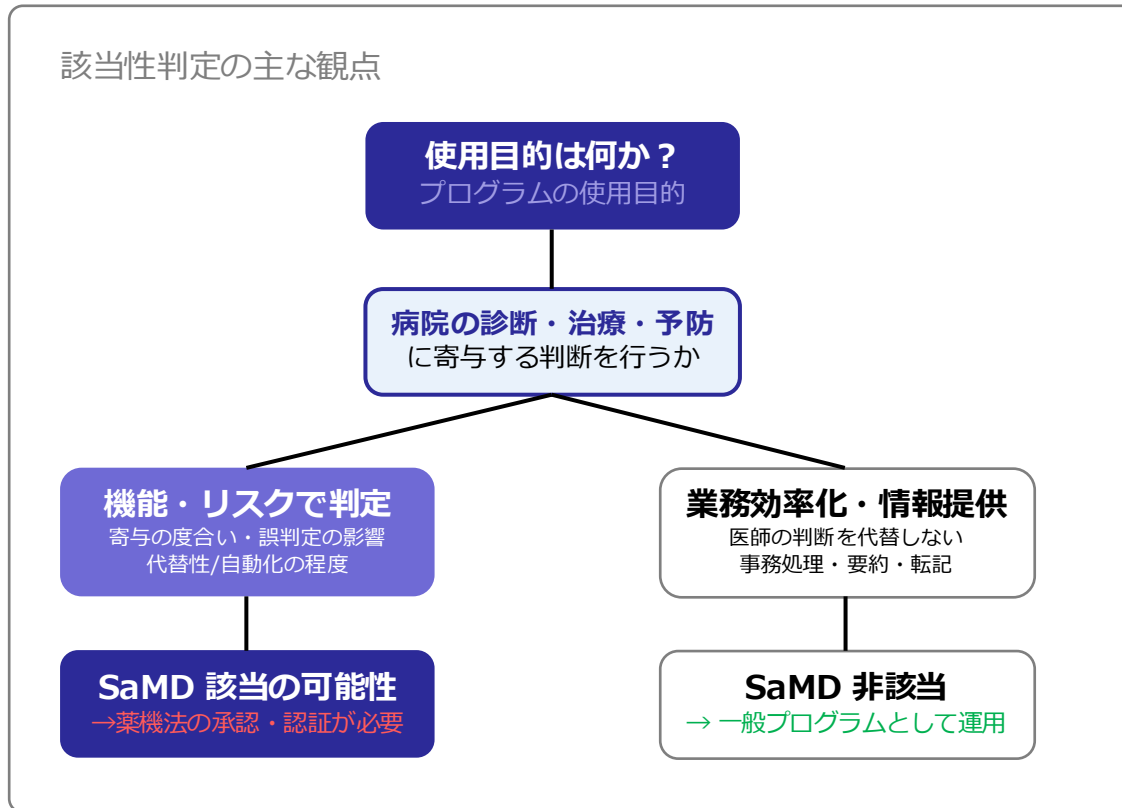 該当性判定の主な観点
使用目的は何か？
プログラムの使用目的
病院の診断・治療・予防
に寄与する判断を行うか
機能・リスクで判定
寄与の度合い・誤判定の影響
代替性/自動化の程度
業務効率化・情報提供
医師の判断を代替しない
事務処理・要約・転記
SaMD 該当の可能性
→薬機法の承認・認証が必要
SaMD 非該当
→ 一般プログラムとして運用